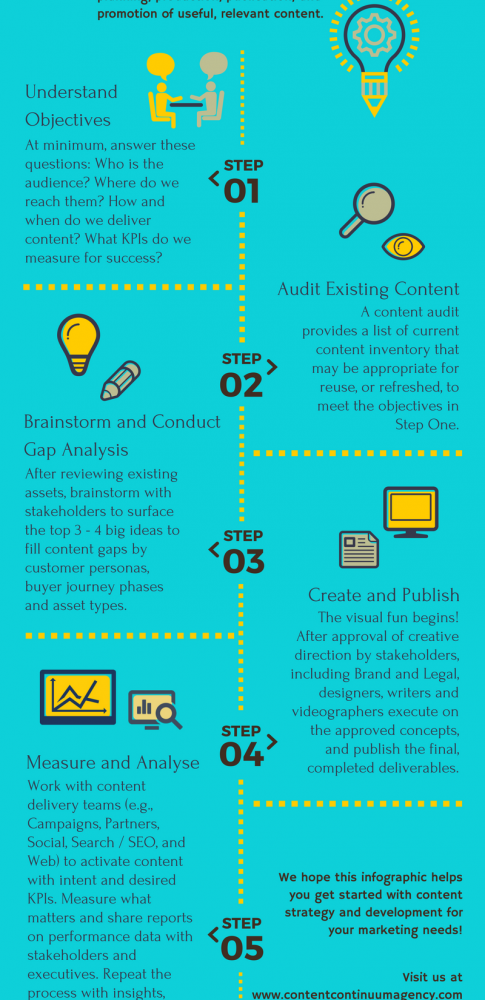 promotion of useful, relevant content.
Understand
Objectives
At minimum, answer these
questions: Who is the
audience? Where do we
reach them? How and
when do we deliver
content? What KPIs do we
measure for success?
STEP
01
Audit Existing Content
A content audit
provides a list of current
content inventory that
may be appropriate for
reuse, or refreshed, to
meet the objectives in
Step One.
STEP
02
Brainstorm and Conduct
Gap Analysis
After reviewing existing
assets, brainstorm with
stakeholders to surface
the top 3 - 4 big ideas to
fill content gaps by
customer personas,
buyer journey phases
and asset types.
STEP
03
Create and Publish
The visual fun begins!
After approval of creative
direction by stakeholders,
including Brand and Legal,
designers, writers and
videographers execute on
the approved concepts,
and publish the final,
completed deliverables.
STEP
04
Measure and Analyse
Work with content
delivery teams (e.g.,
Campaigns, Partners,
Social, Search / SEO, and
Web) to activate content
with intent and desired
KPIs. Measure what
matters and share reports
on performance data with
stakeholders and
executives. Repeat the
process with insights,
STEP
05
We hope this infographic helps
you get started with content
strategy and development for
your marketing needs!
Visit us at
www.contentcontinuumagency.com